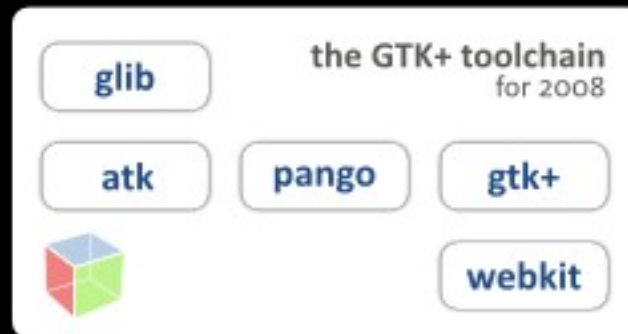 glib
the GTK+ toolchain
for 2008
atk
pango
gtk+
webkit